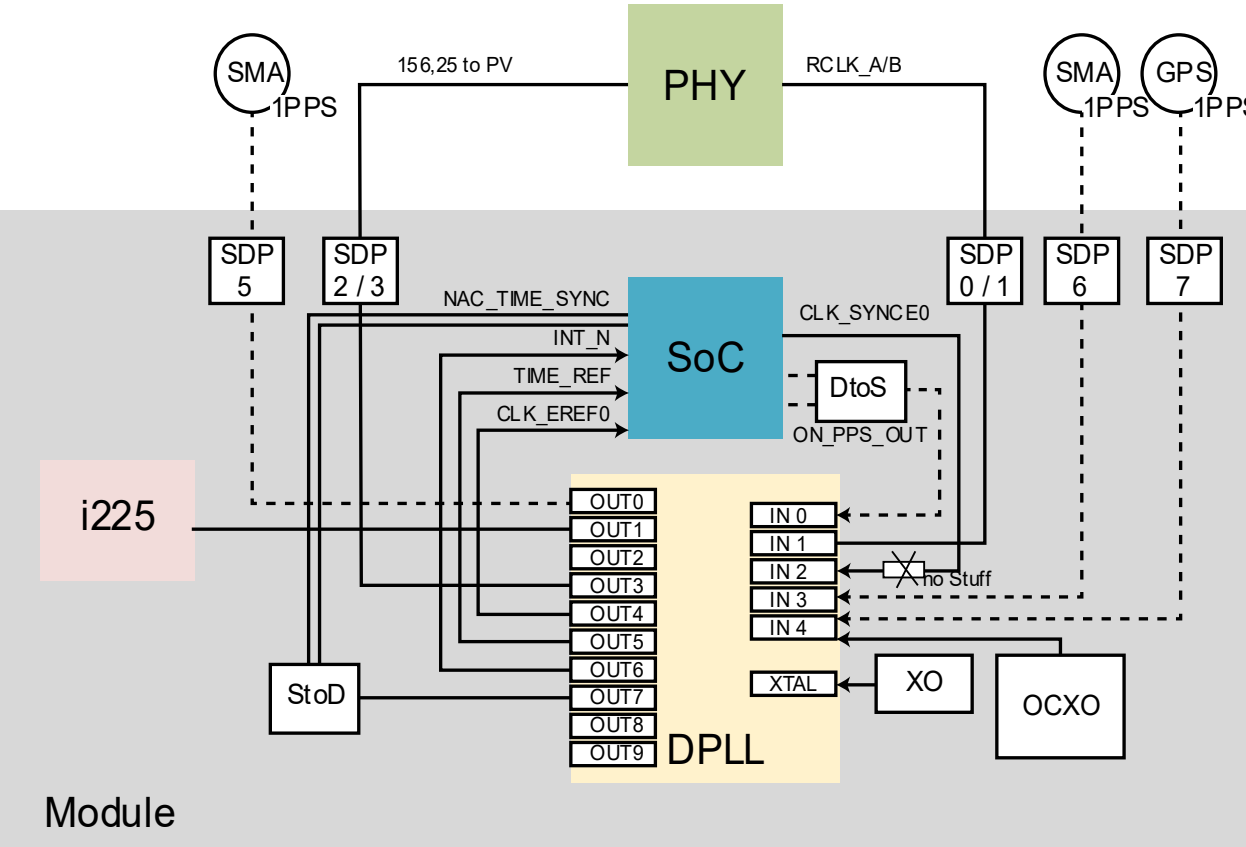 SMA
1PPS
156,25 to PV
PHY
RCLK_A/B
SMA
1PPS
GPS
1PPS
SDP
5
SDP
2 / 3
SDP
0 / 1
SDP
6
SDP
7
NAC_TIME_SYNC
INT_N
TIME_REF
CLK_EREF0
SoC
CLK_SYNCE0
DtoS
ON_PPS_OUT
i225
OUT0
OUT1
OUT2
OUT3
OUT4
OUT5
OUT6
OUT7
OUT8
OUT9
IN 0
IN 1
IN 2
IN 3
IN 4
XTAL
no Stuff
StoD
XO
OCXO
DPLL
Module